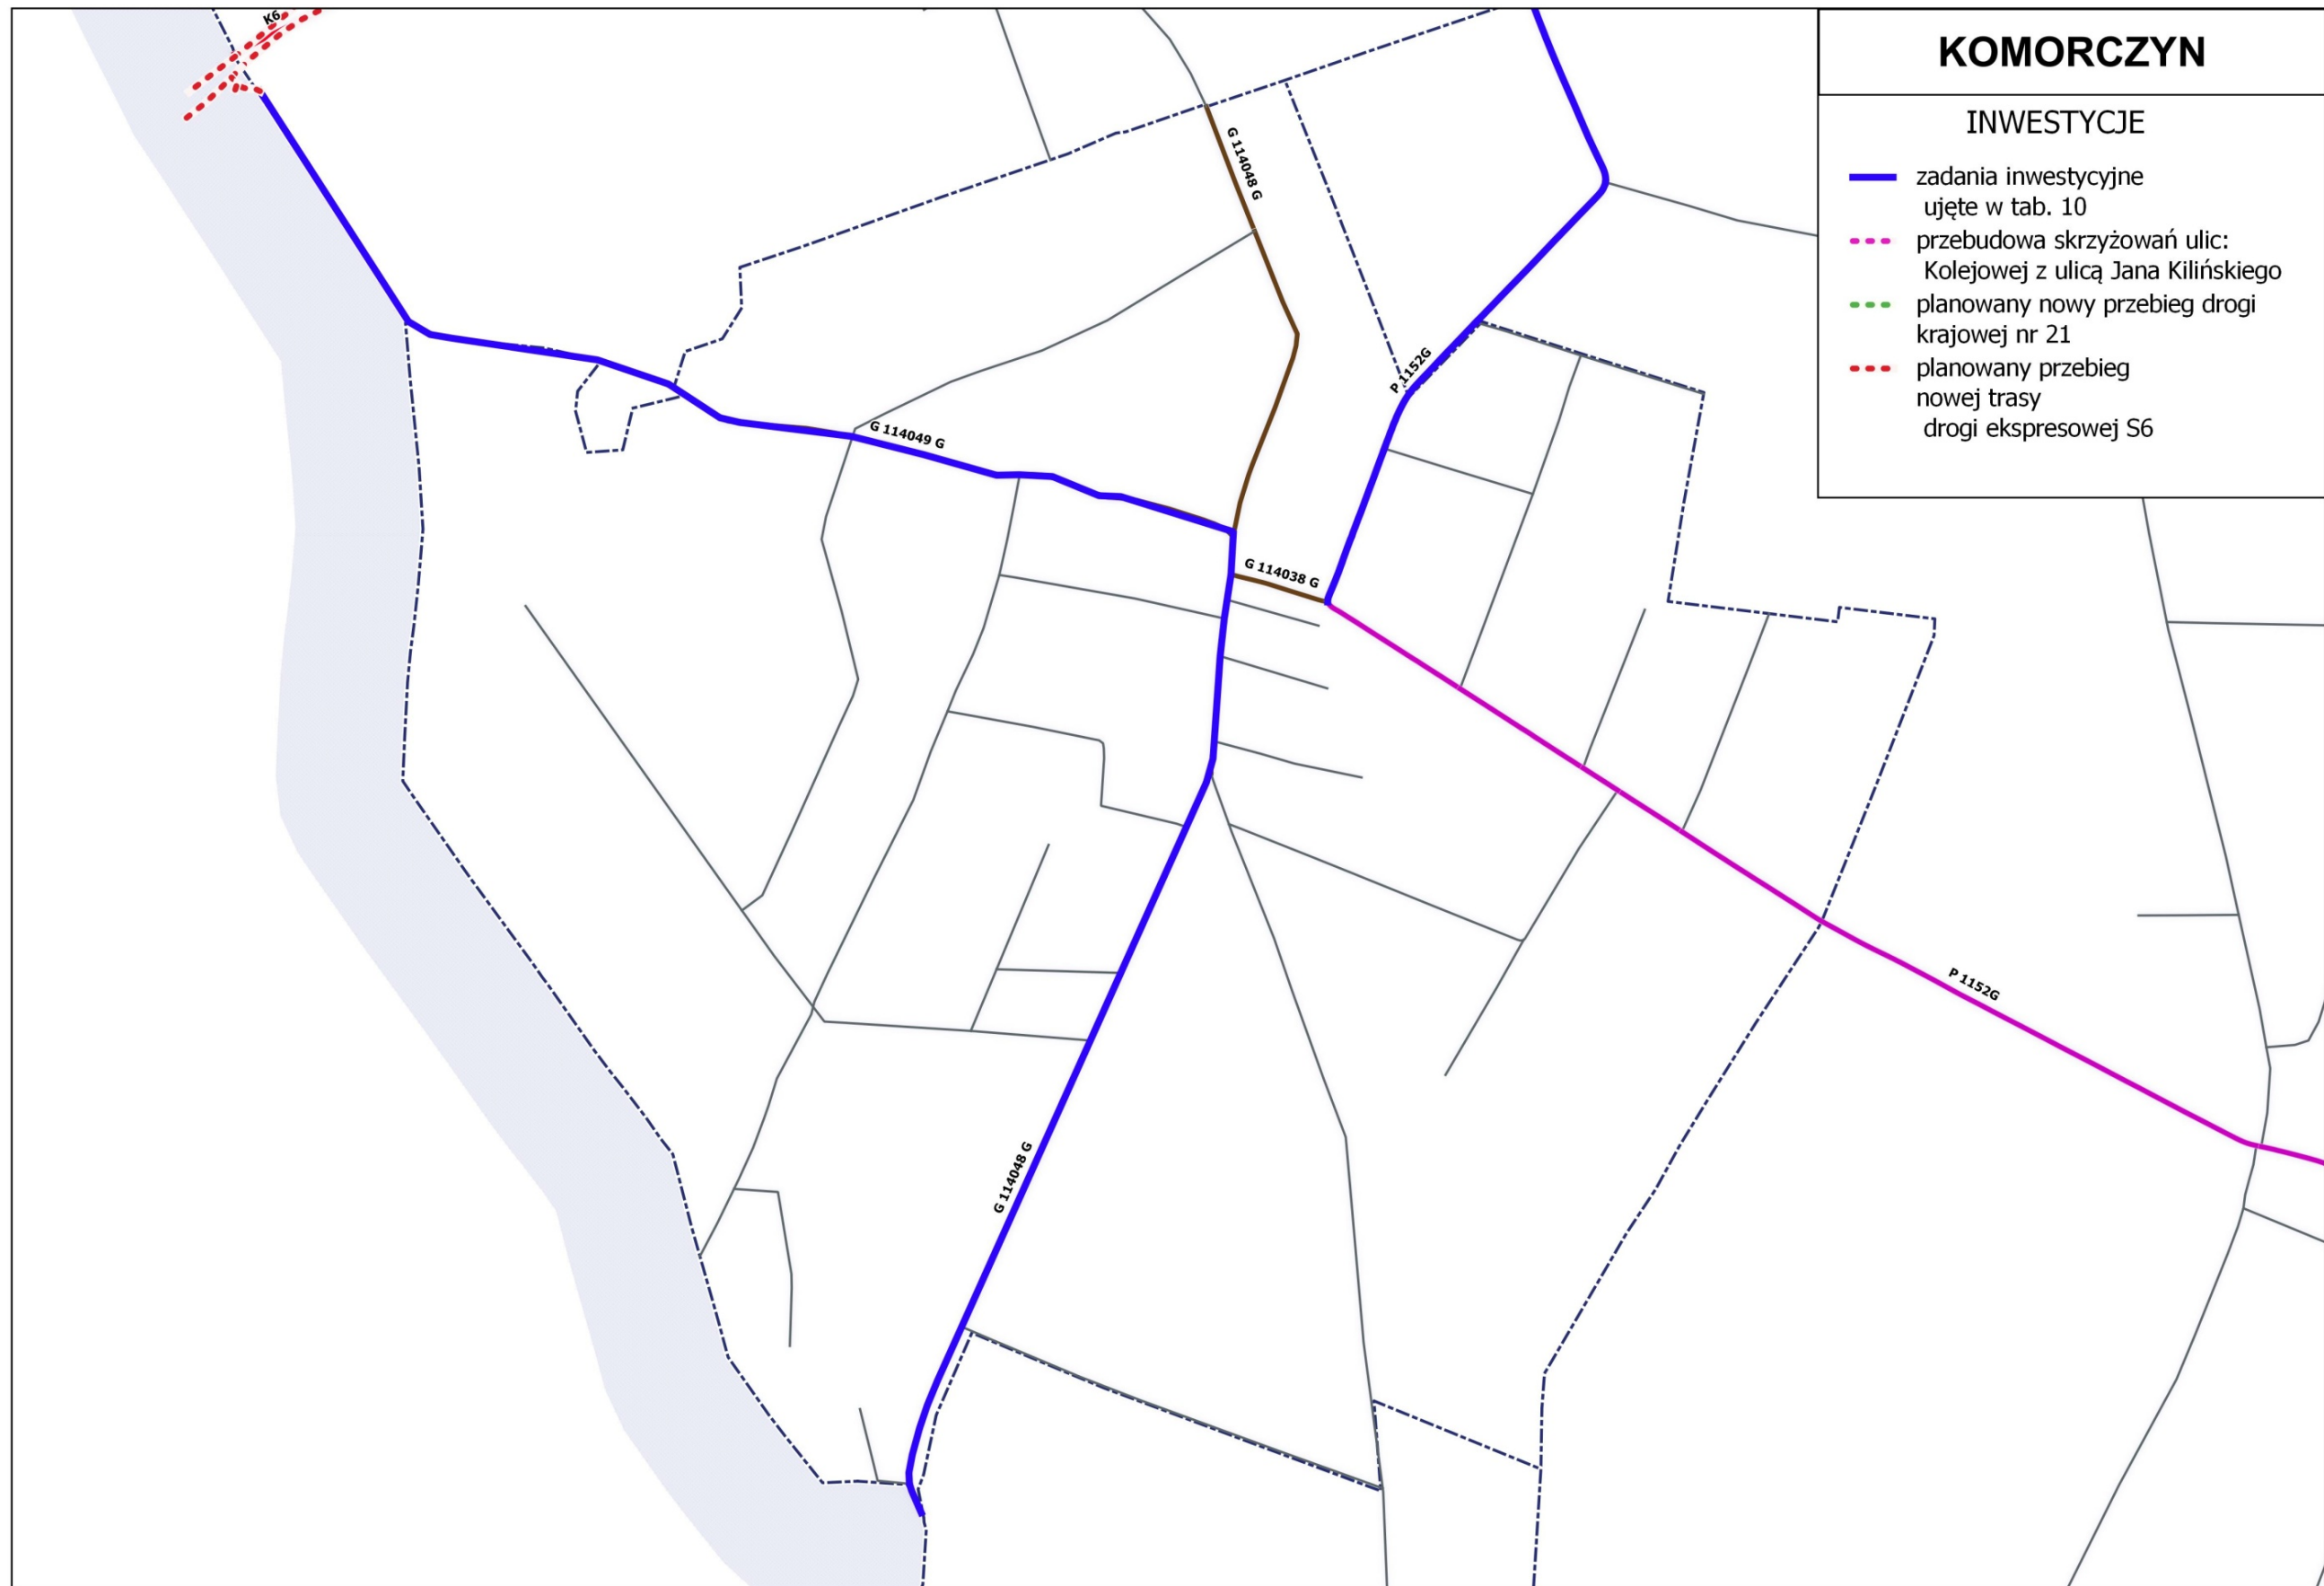 KOMORCZYN
INWESTYCJE
zadania inwestycyjne
ujęte w tab. 10
przebudowa skrzyżowań ulic:
Kolejowej z ulicą Jana Kilińskiego
planowany nowy przebieg drogi
krajowej nr 21
planowany przebieg
nowej trasy
drogi ekspresowej S6
K6
G 114048 G
P 1152G
G 114049 G
G 114038 G
P 1152G
G 114048 G